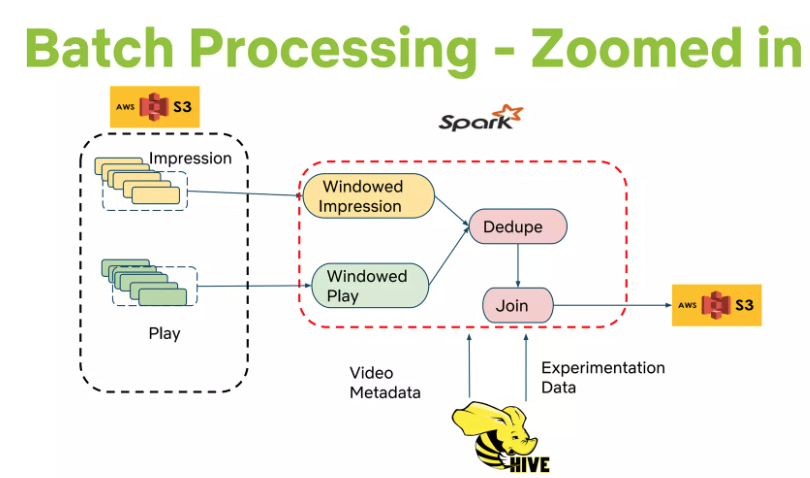 Batch Processing - Zoomed in
AWS S3
Spark
Impression
Windowed
Impression
Dedupe
Windowed
Play
Join
AWS S3
Play
Video
Metadata
Experimentation
Data
HIVE